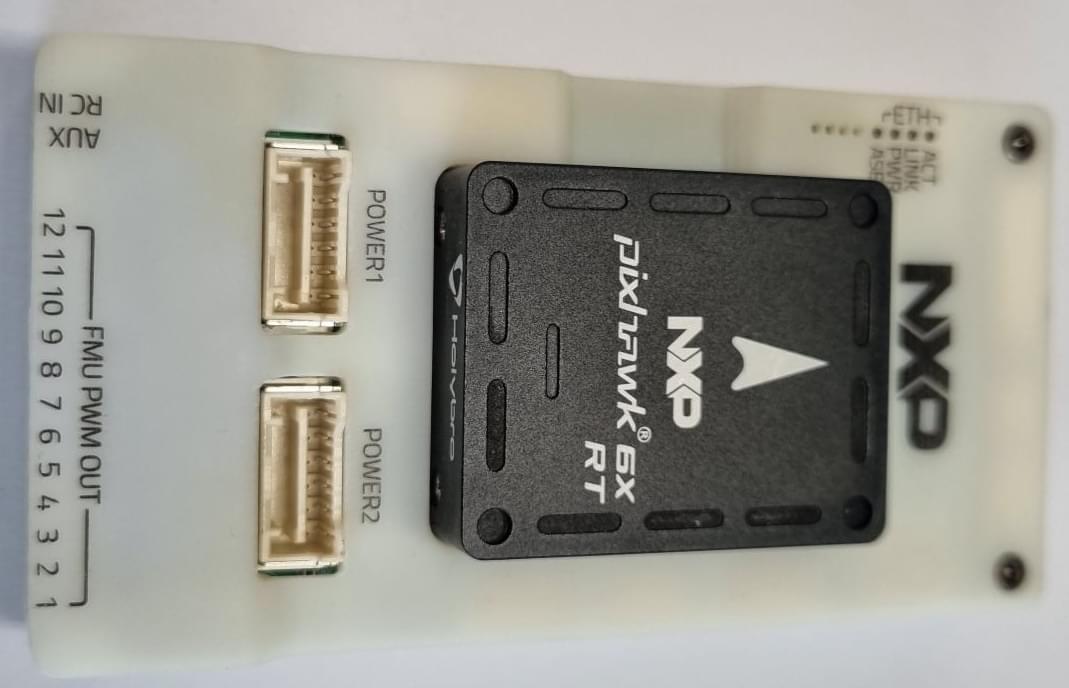 ETH
ACT
LINK
PWR
NXP
NXP
pixhawk® 6X
RT
Holybro
POWER1
POWER2
RC IN
AUX
FMU PWM OUT
12 11 10 9 8 7 6 5 4 3 2 1